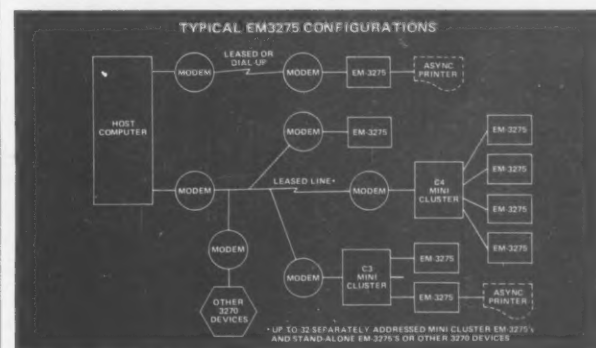 TYPICAL EM3275 CONFIGURATIONS
LEASED OR
DIAL-UP
MODEM
MODEM
EM-3275
ASYNC
PRINTER
HOST
COMPUTER
MODEM
EM-3275
EM-3275
MODEM
LEASED LINE*
MODEM
C4
MINI
CLUSTER
EM-3275
EM-3275
EM-3275
MODEM
MODEM
C3
MINI
CLUSTER
EM-3275
EM-3275
ASYNC
PRINTER
OTHER
3270
DEVICES
* UP TO 32 SEPARATELY ADDRESSED MINI CLUSTER EM-3275's
AND STAND-ALONE EM-3275'S OR OTHER 3270 DEVICES